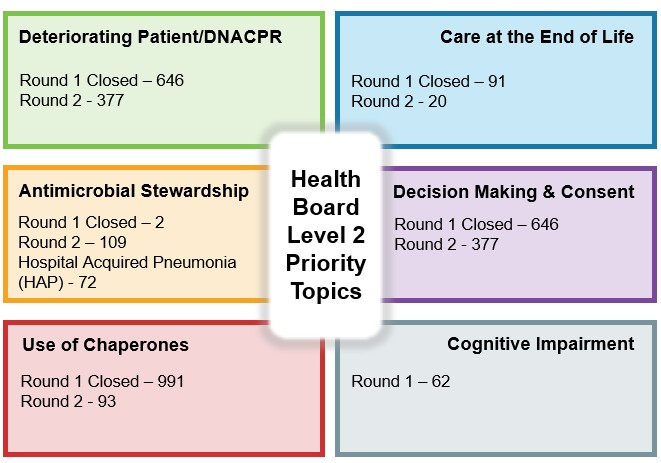 Deteriorating Patient/DNACPR
Round 1 Closed – 646
Round 2 - 377
Care at the End of Life
Round 1 Closed – 91
Round 2 - 20
Health
Board
Level 2
Priority
Topics
Antimicrobial Stewardship
Round 1 Closed – 2
Round 2 – 109
Hospital Acquired Pneumonia
(HAP) - 72
Decision Making & Consent
Round 1 Closed – 646
Round 2 - 377
Use of Chaperones
Round 1 Closed – 991
Round 2 - 93
Cognitive Impairment
Round 1 – 62